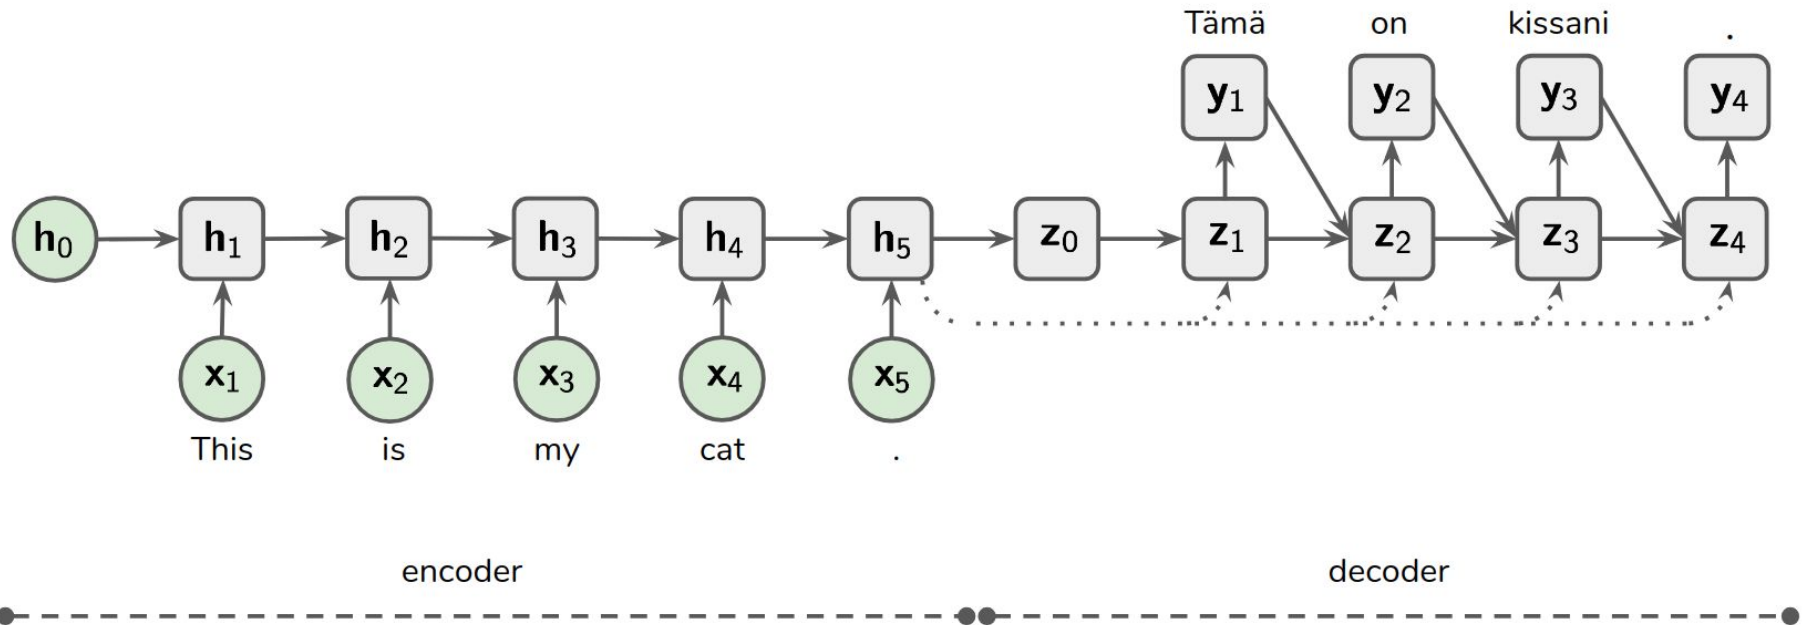 Tämä on kissani .
y₁ y₂ y₃ y₄
h₀ h₁ h₂ h₃ h₄ h₅ z₀ z₁ z₂ z₃ z₄
x₁ x₂ x₃ x₄ x₅
This is my cat .
encoder decoder